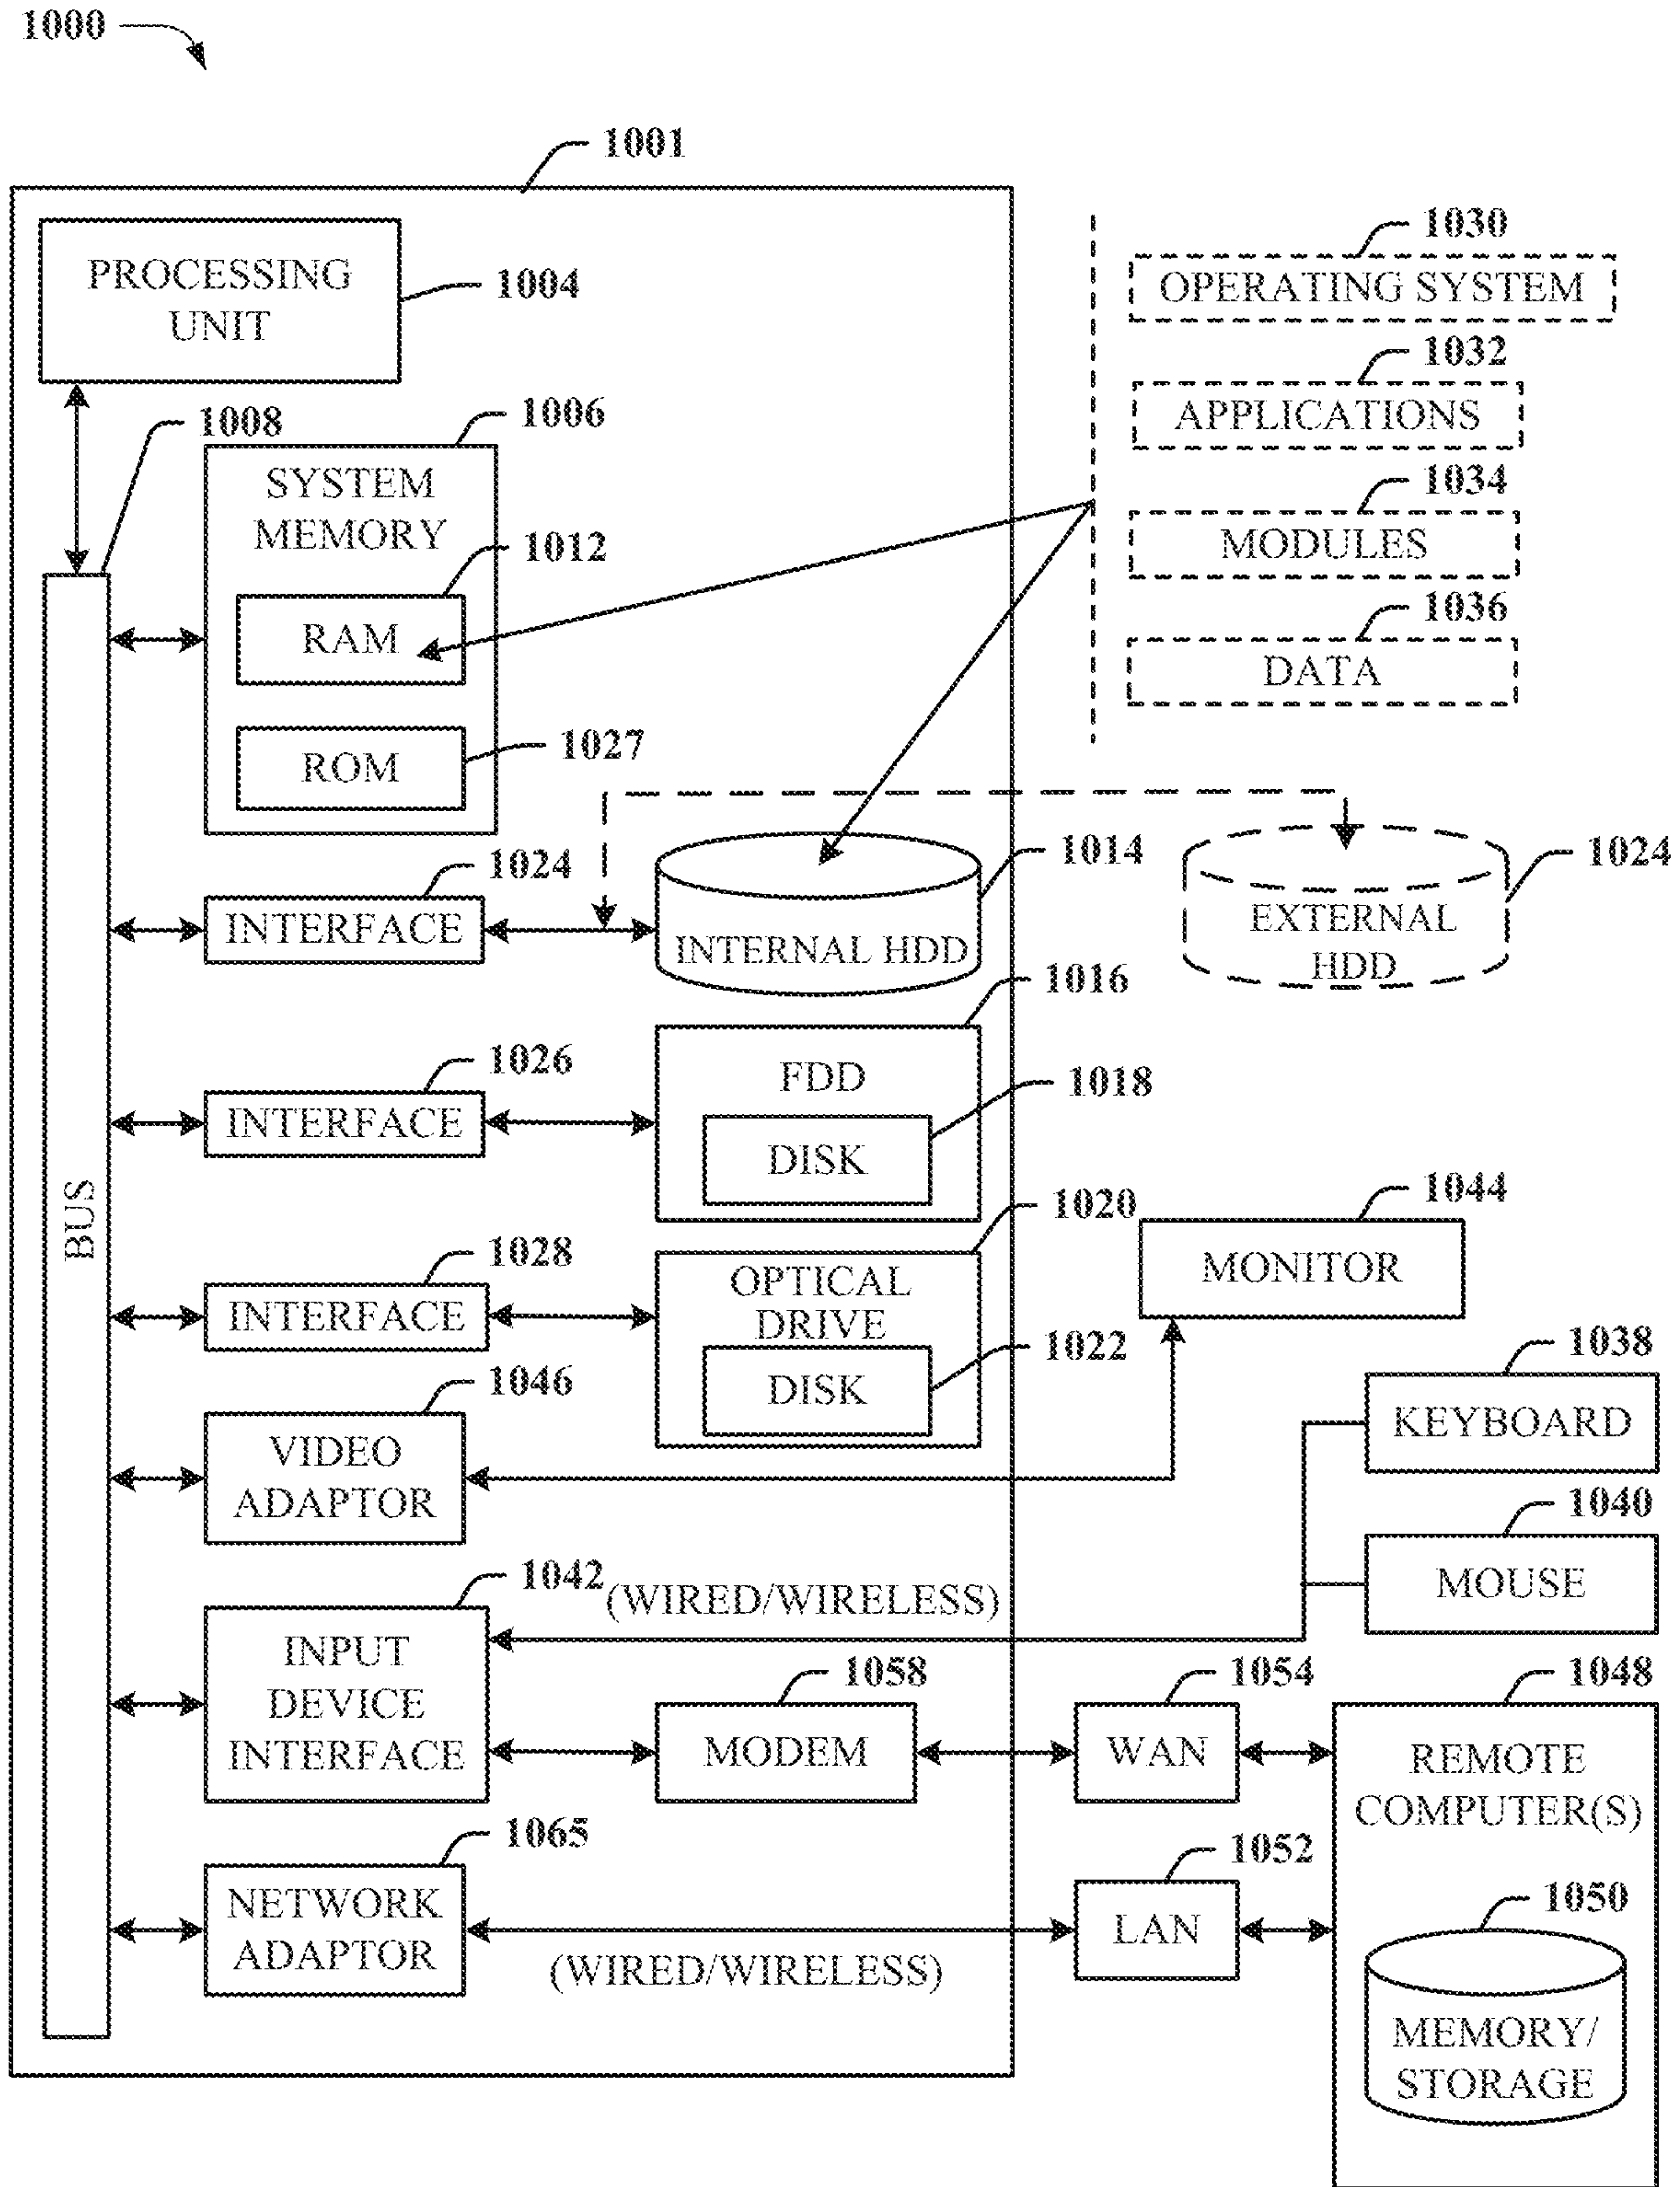 1000
1001
PROCESSING
UNIT
1004
1030
OPERATING SYSTEM
1032
APPLICATIONS
1034
MODULES
1036
DATA
1008
1006
SYSTEM
MEMORY
1012
RAM
1027
ROM
BUS
1024
INTERFACE
1014
INTERNAL HDD
1024
EXTERNAL
HDD
1026
INTERFACE
1016
FDD
1018
DISK
1028
INTERFACE
1020
OPTICAL
DRIVE
1022
DISK
1044
MONITOR
1046
VIDEO
ADAPTOR
1038
KEYBOARD
1040
MOUSE
1042
(WIRED/WIRELESS)
INPUT
DEVICE
INTERFACE
1058
MODEM
1054
WAN
1048
REMOTE
COMPUTER(S)
1065
NETWORK
ADAPTOR
(WIRED/WIRELESS)
1052
LAN
1050
MEMORY/
STORAGE